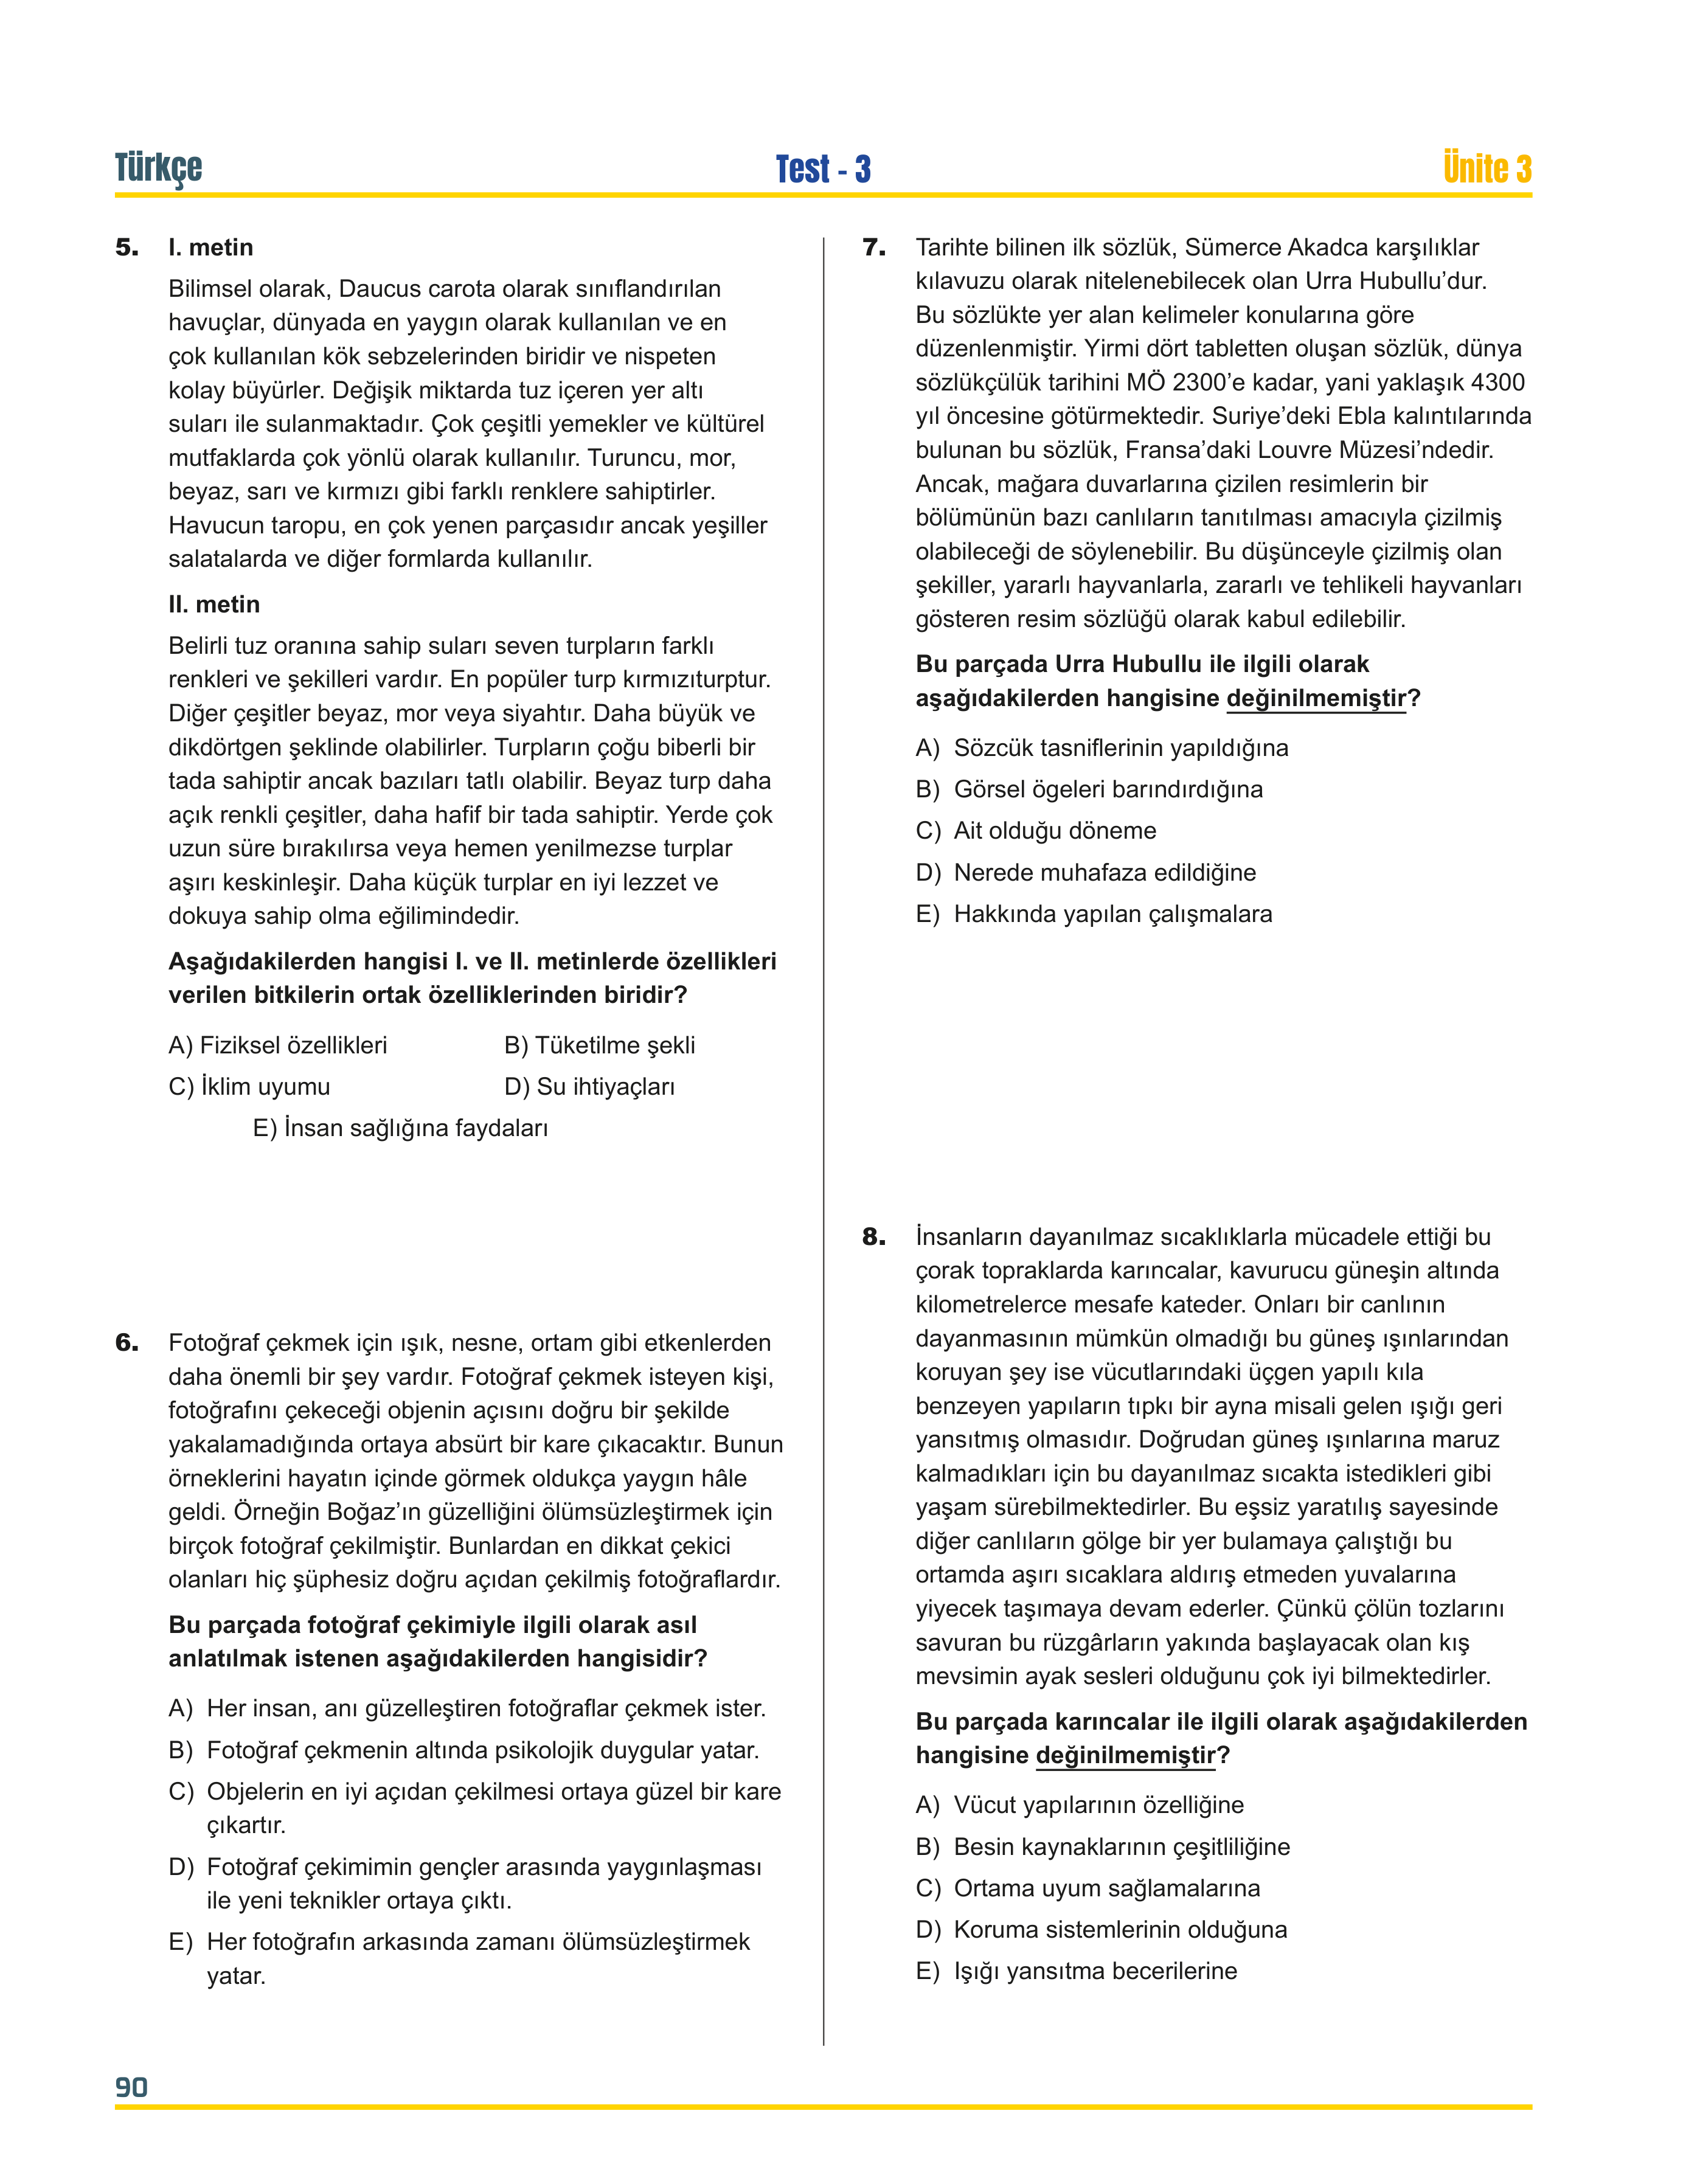 Türkçe
Test - 3
Ünite 3
5. I. metin
Bilimsel olarak, Daucus carota olarak sınıflandırılan
havuçlar, dünyada en yaygın olarak kullanılan ve en
çok kullanılan kök sebzelerinden biridir ve nispeten
kolay büyürler. Değişik miktarda tuz içeren yer altı
suları ile sulanmaktadır. Çok çeşitli yemekler ve kültürel
mutfaklarda çok yönlü olarak kullanılır. Turuncu, mor,
beyaz, sarı ve kırmızı gibi farklı renklere sahiptirler.
Havucun taropu, en çok yenen parçasıdır ancak yeşiller
salatalarda ve diğer formlarda kullanılır.
II. metin
Belirli tuz oranına sahip suları seven turpların farklı
renkleri ve şekilleri vardır. En popüler turp kırmızıturptur.
Diğer çeşitler beyaz, mor veya siyahtır. Daha büyük ve
dikdörtgen şeklinde olabilirler. Turpların çoğu biberli bir
tada sahiptir ancak bazıları tatlı olabilir. Beyaz turp daha
açık renkli çeşitler, daha hafif bir tada sahiptir. Yerde çok
uzun süre bırakılırsa veya hemen yenilmezse turplar
aşırı keskinleşir. Daha küçük turplar en iyi lezzet ve
dokuya sahip olma eğilimindedir.
Aşağıdakilerden hangisi I. ve II. metinlerde özellikleri
verilen bitkilerin ortak özelliklerinden biridir?
A) Fiziksel özellikleri B) Tüketilme şekli
C) İklim uyumu D) Su ihtiyaçları
E) İnsan sağlığına faydaları
6. Fotoğraf çekmek için ışık, nesne, ortam gibi etkenlerden
daha önemli bir şey vardır. Fotoğraf çekmek isteyen kişi,
fotoğrafını çekeceği objenin açısını doğru bir şekilde
yakalamadığında ortaya absürt bir kare çıkacaktır. Bunun
örneklerini hayatın içinde görmek oldukça yaygın hâle
geldi. Örneğin Boğaz’ın güzelliğini ölümsüzleştirmek için
birçok fotoğraf çekilmiştir. Bunlardan en dikkat çekici
olanları hiç şüphesiz doğru açıdan çekilmiş fotoğraflardır.
Bu parçada fotoğraf çekimiyle ilgili olarak asıl
anlatılmak istenen aşağıdakilerden hangisidir?
A) Her insan, anı güzelleştiren fotoğraflar çekmek ister.
B) Fotoğraf çekmenin altında psikolojik duygular yatar.
C) Objelerin en iyi açıdan çekilmesi ortaya güzel bir kare
çıkartır.
D) Fotoğraf çekimimin gençler arasında yaygınlaşması
ile yeni teknikler ortaya çıktı.
E) Her fotoğrafın arkasında zamanı ölümsüzleştirmek
yatar.
7. Tarihte bilinen ilk sözlük, Sümerce Akadca karşılıklar
kılavuzu olarak nitelenebilecek olan Urra Hubullu’dur.
Bu sözlükte yer alan kelimeler konularına göre
düzenlenmiştir. Yirmi dört tabletten oluşan sözlük, dünya
sözlükçülük tarihini MÖ 2300’e kadar, yani yaklaşık 4300
yıl öncesine götürmektedir. Suriye’deki Ebla kalıntılarında
bulunan bu sözlük, Fransa’daki Louvre Müzesi’ndedir.
Ancak, mağara duvarlarına çizilen resimlerin bir
bölümünün bazı canlıların tanıtılması amacıyla çizilmiş
olabileceği de söylenebilir. Bu düşünceyle çizilmiş olan
şekiller, yararlı hayvanlarla, zararlı ve tehlikeli hayvanları
gösteren resim sözlüğü olarak kabul edilebilir.
Bu parçada Urra Hubullu ile ilgili olarak
aşağıdakilerden hangisine değinilmemiştir?
A) Sözcük tasniflerinin yapıldığına
B) Görsel ögeleri barındırdığına
C) Ait olduğu döneme
D) Nerede muhafaza edildiğine
E) Hakkında yapılan çalışmalara
8. İnsanların dayanılmaz sıcaklıklarla mücadele ettiği bu
çorak topraklarda karıncalar, kavurucu güneşin altında
kilometrelerce mesafe kateder. Onları bir canlının
dayanmasının mümkün olmadığı bu güneş ışınlarından
koruyan şey ise vücutlarındaki üçgen yapılı kıla
benzeyen yapıların tıpkı bir ayna misali gelen ışığı geri
yansıtmış olmasıdır. Doğrudan güneş ışınlarına maruz
kalmadıkları için bu dayanılmaz sıcakta istedikleri gibi
yaşam sürebilmektedirler. Bu eşsiz yaratılış sayesinde
diğer canlıların gölge bir yer bulamaya çalıştığı bu
ortamda aşırı sıcaklara aldırış etmeden yuvalarına
yiyecek taşımaya devam ederler. Çünkü çölün tozlarını
savuran bu rüzgârların yakında başlayacak olan kış
mevsimin ayak sesleri olduğunu çok iyi bilmektedirler.
Bu parçada karıncalar ile ilgili olarak aşağıdakilerden
hangisine değinilmemiştir?
A) Vücut yapılarının özelliğine
B) Besin kaynaklarının çeşitliliğine
C) Ortama uyum sağlamalarına
D) Koruma sistemlerinin olduğuna
E) Işığı yansıtma becerilerine
90